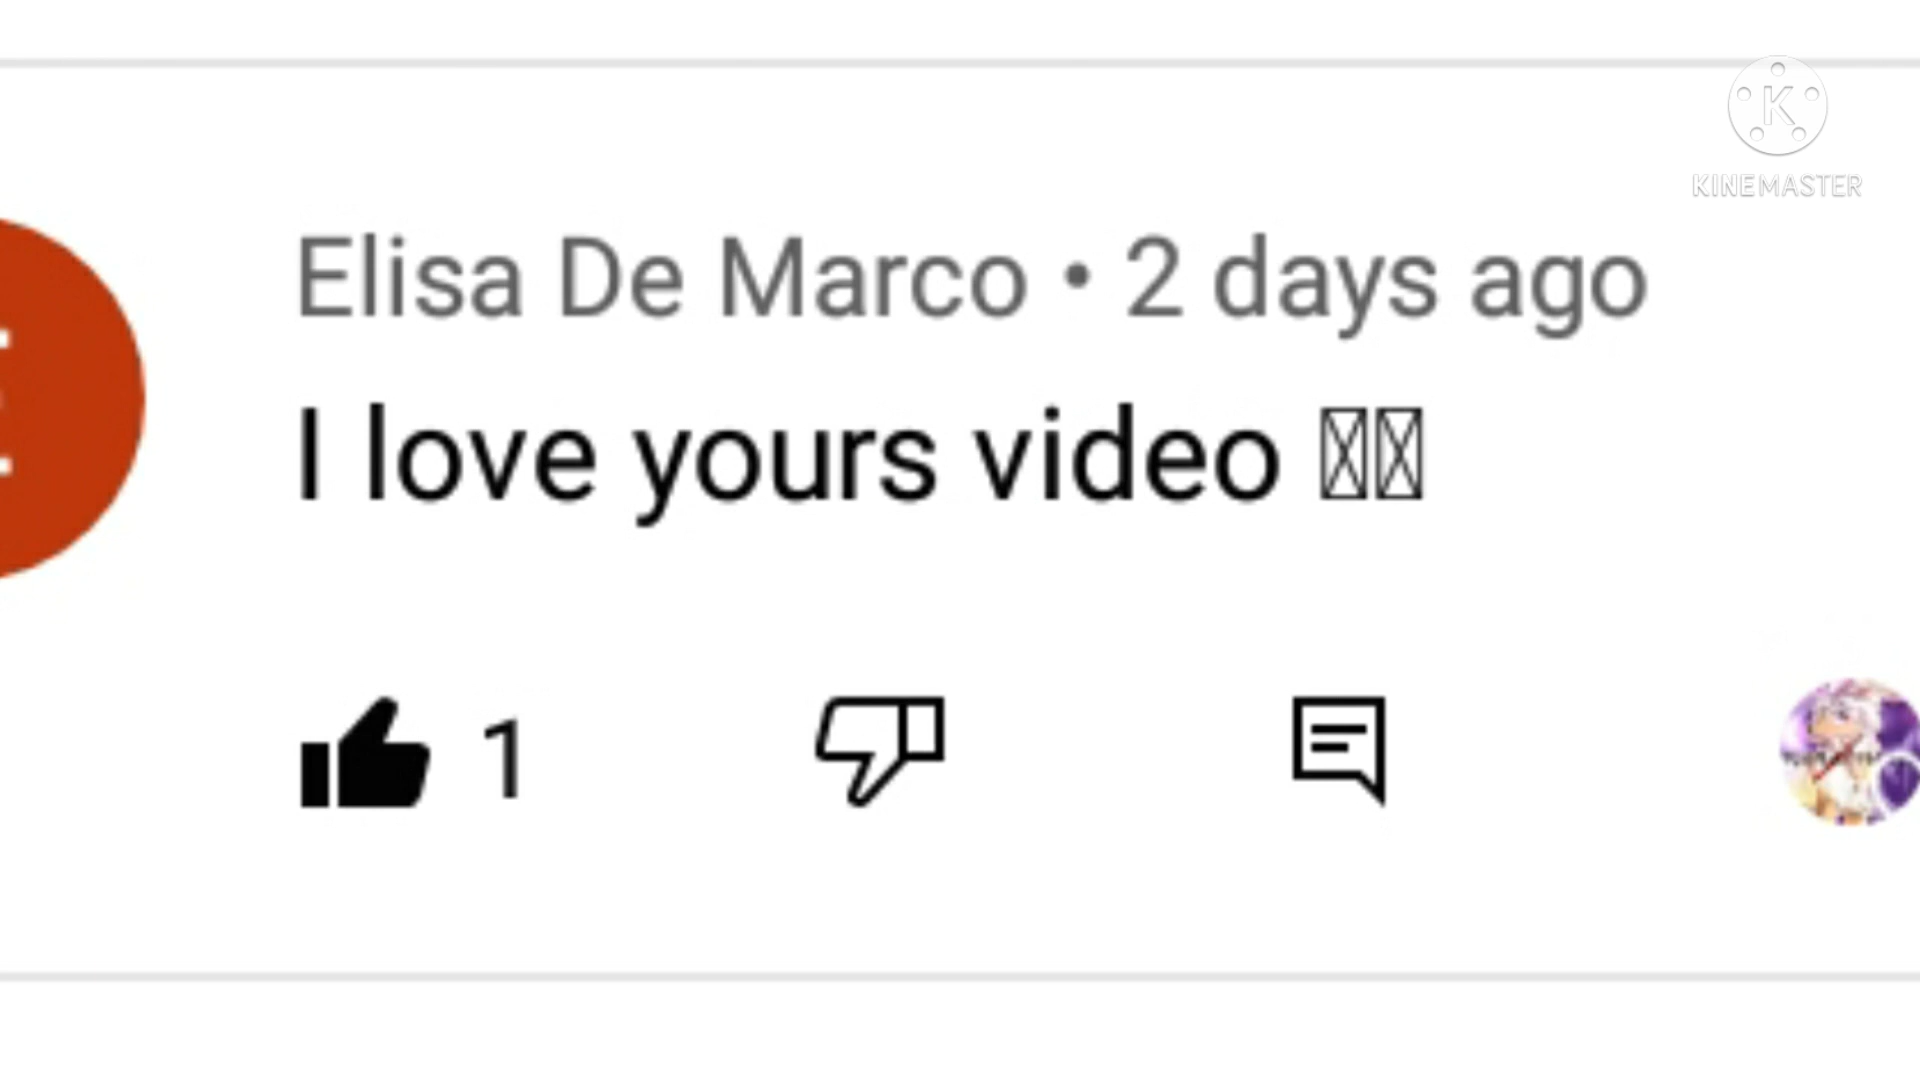 Elisa De Marco • 2 days ago
I love yours video
1
K
KINEMASTER